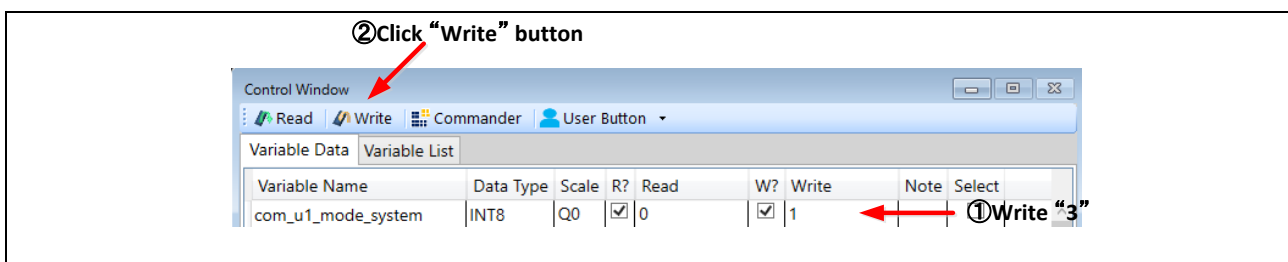 ②Click “Write” button
Control Window
Read Write Commander User Button
Variable Data Variable List
Variable Name Data Type Scale R? Read W? Write Note Select
com_u1_mode_system INT8 Q0 0 1 ①Write “3”